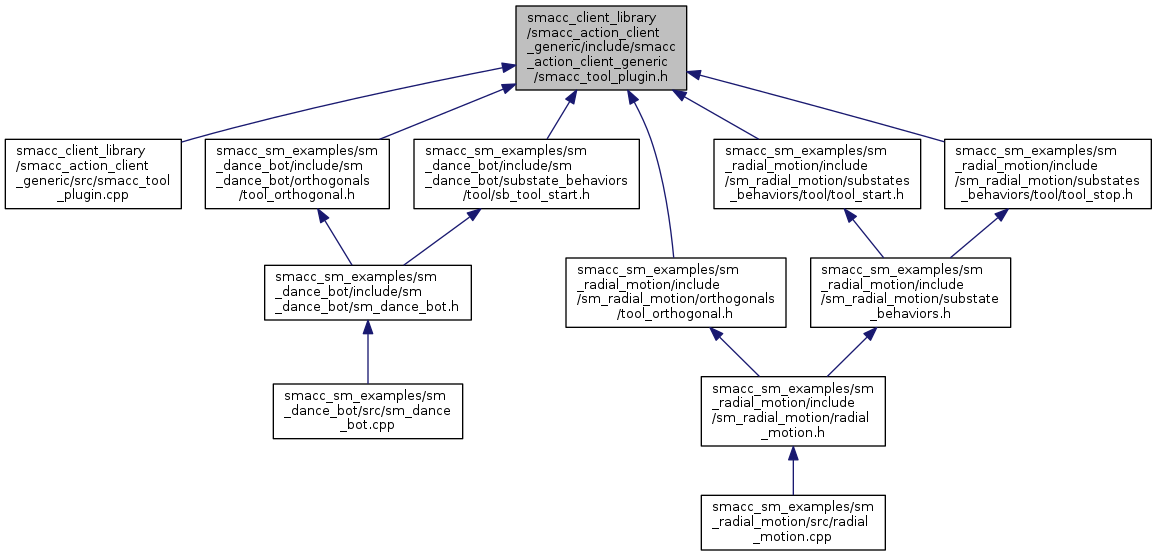 smacc_client_library
/smacc_action_client
_generic/include/smacc
_action_client_generic
/smacc_tool_plugin.h
smacc_client_library
/smacc_action_client
_generic/src/smacc_tool
_plugin.cpp
smacc_sm_examples/sm
_dance_bot/include/sm
_dance_bot/orthogonals
/tool_orthogonal.h
smacc_sm_examples/sm
_dance_bot/include/sm
_dance_bot/substate_behaviors
/tool/sb_tool_start.h
smacc_sm_examples/sm
_radial_motion/include
/sm_radial_motion/substates
_behaviors/tool/tool_start.h
smacc_sm_examples/sm
_radial_motion/include
/sm_radial_motion/substates
_behaviors/tool/tool_stop.h
smacc_sm_examples/sm
_dance_bot/include/sm
_dance_bot/sm_dance_bot.h
smacc_sm_examples/sm
_radial_motion/include
/sm_radial_motion/orthogonals
/tool_orthogonal.h
smacc_sm_examples/sm
_radial_motion/include
/sm_radial_motion/substate
_behaviors.h
smacc_sm_examples/sm
_dance_bot/src/sm_dance
_bot.cpp
smacc_sm_examples/sm
_radial_motion/include
/sm_radial_motion/radial
_motion.h
smacc_sm_examples/sm
_radial_motion/src/radial
_motion.cpp